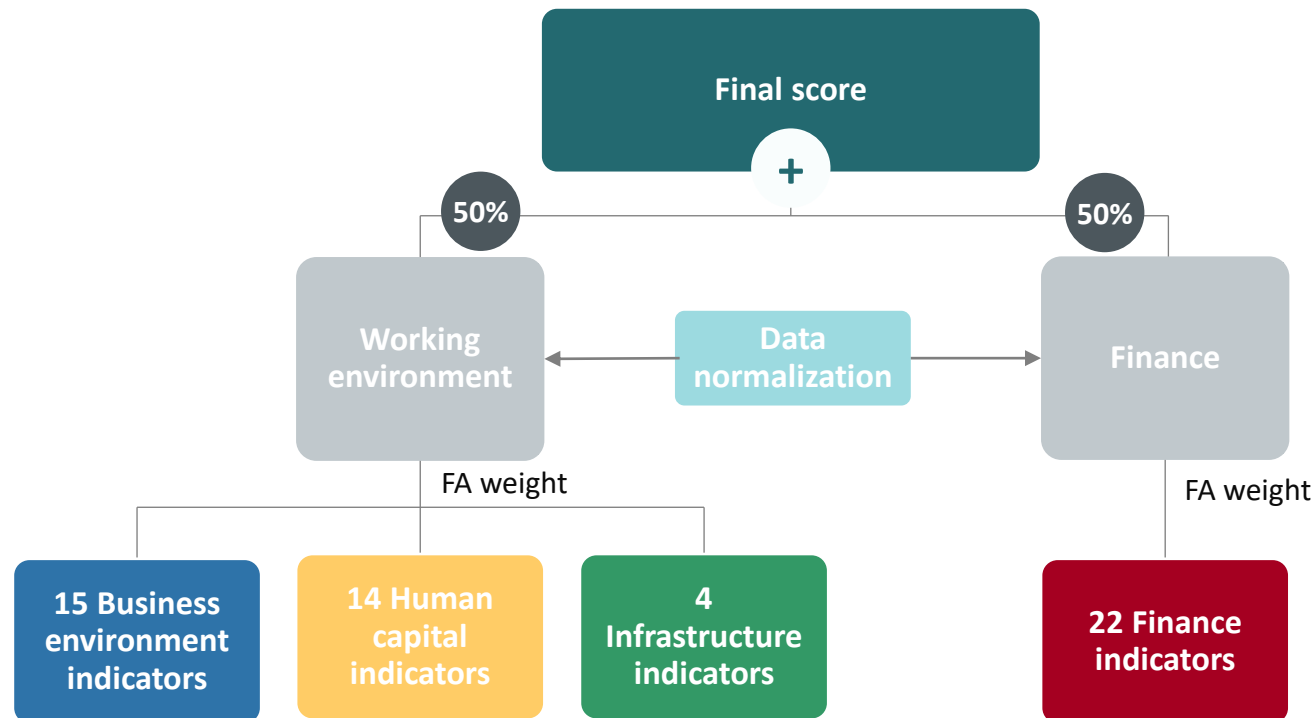 Final score
+
50%
50%
Working
environment
Data
normalization
Finance
FA weight
FA weight
15 Business
environment
indicators
14 Human
capital
indicators
4
Infrastructure
indicators
22 Finance
indicators